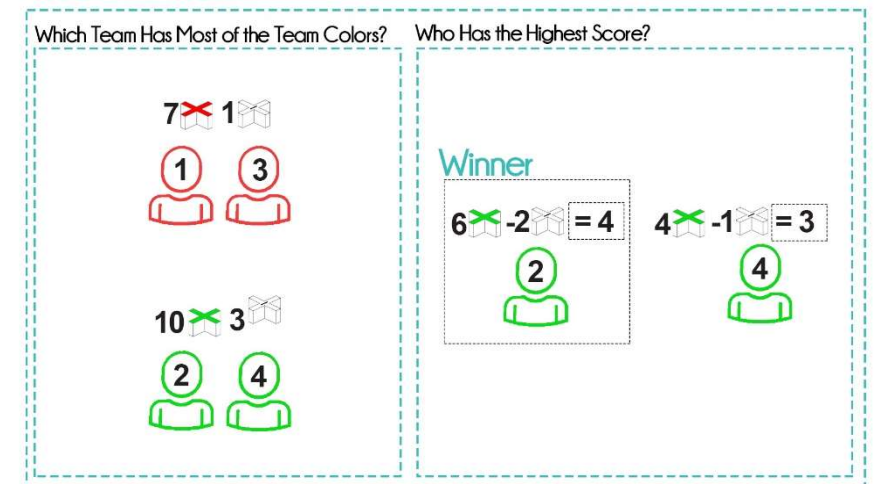 Which Team Has Most of the Team Colors?
7 1
1 3
10 3
2 4
Who Has the Highest Score?
Winner
6 -2 = 4
2
4 -1 = 3
4